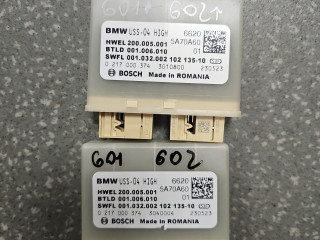 601 6021
BMW USS-04 HIGH 6620
HWEL 200.005.001 5A70A60
BTLD 001.006.010 01
SWFL 001.032.002 102 135-10
0 217 000 374 3010800 230523
BOSCH Made in ROMANIA
601 602
BMW USS-04 HIGH 6620
HWEL 200.005.001 5A70A60
BTLD 001.006.010 01
SWFL 001.032.002 102 135-10
0 217 000 374 3060004 230523
BOSCH Made in ROMANIA